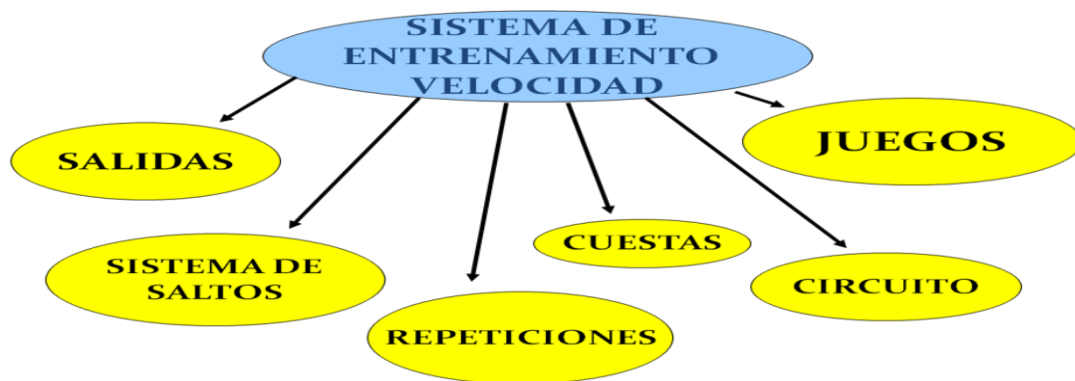 SISTEMA DE
ENTRENAMIENTO
VELOCIDAD
SALIDAS
JUEGOS
SISTEMA DE
SALTOS
REPETICIONES
CUESTAS
CIRCUITO